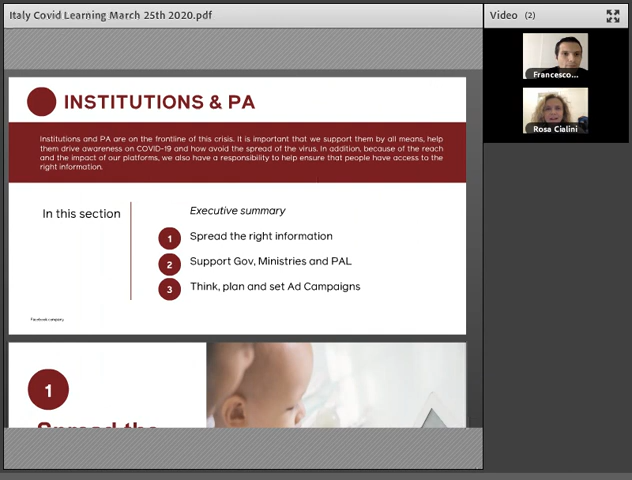 Italy Covid Learning March 25th 2020.pdf
Video (2)
Francesco...
Rosa Cialini
INSTITUTIONS & PA
Institutions and PA are on the frontline of this crisis. It is important that we support them by all means, help
them drive awareness on COVID-19 and how avoid the spread of the virus. In addition, because of the reach
and the impact of our platforms, we also have a responsibility to help ensure that people have access to the
right information.
In this section
Executive summary
1 Spread the right information
2 Support Gov, Ministries and PAL
3 Think, plan and set Ad Campaigns
Facebook company
1
Spread the